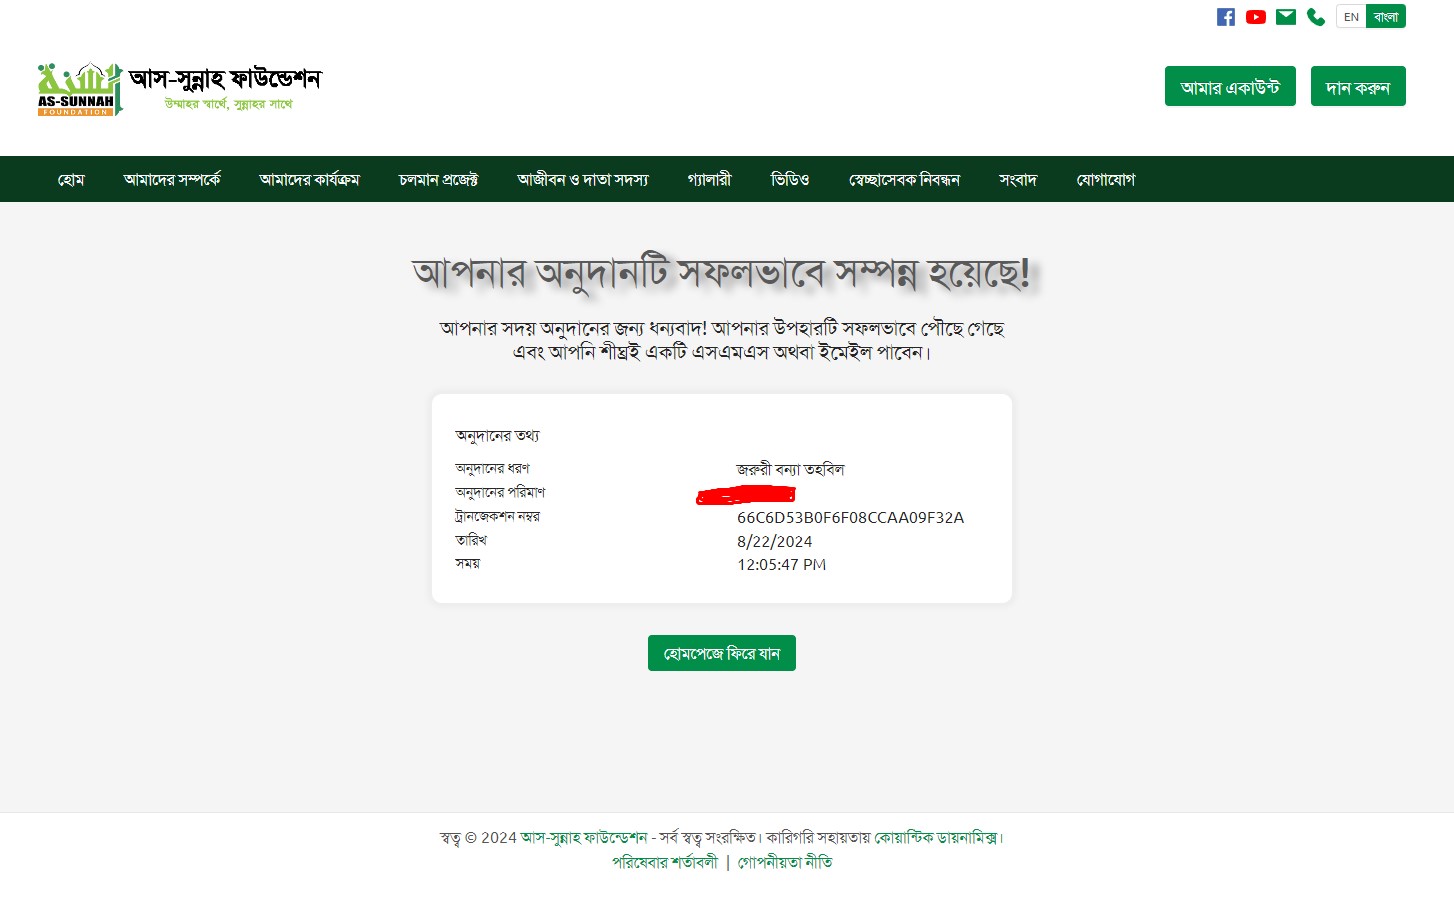 EN বাংলা
আস-সুন্নাহ ফাউন্ডেশন
উম্মাহর স্বার্থে, সুন্নাহর সাথে
AS-SUNNAH
FOUNDATION
আমার একাউন্ট দান করুন
হোম আমাদের সম্পর্কে আমাদের কার্যক্রম চলমান প্রজেক্ট আজীবন ও দাতা সদস্য গ্যালারী ভিডিও স্বেচ্ছাসেবক নিবন্ধন সংবাদ যোগাযোগ
আপনার অনুদানটি সফলভাবে সম্পন্ন হয়েছে!
আপনার সদয় অনুদানের জন্য ধন্যবাদ! আপনার উপহারটি সফলভাবে পৌছে গেছে
এবং আপনি শীঘ্রই একটি এসএমএস অথবা ইমেইল পাবেন।
অনুদানের তথ্য
অনুদানের ধরণ জরুরী বন্যা তহবিল
অনুদানের পরিমাণ
ট্রানজেকশন নম্বর 66C6D53B0F6F08CCAA09F32A
তারিখ 8/22/2024
সময় 12:05:47 PM
হোমপেজে ফিরে যান
স্বত্ব © 2024 আস-সুন্নাহ ফাউন্ডেশন - সর্ব স্বত্ব সংরক্ষিত। কারিগরি সহায়তায় কোয়ান্টিক ডায়নামিক্স।
পরিষেবার শর্তাবলী | গোপনীয়তা নীতি